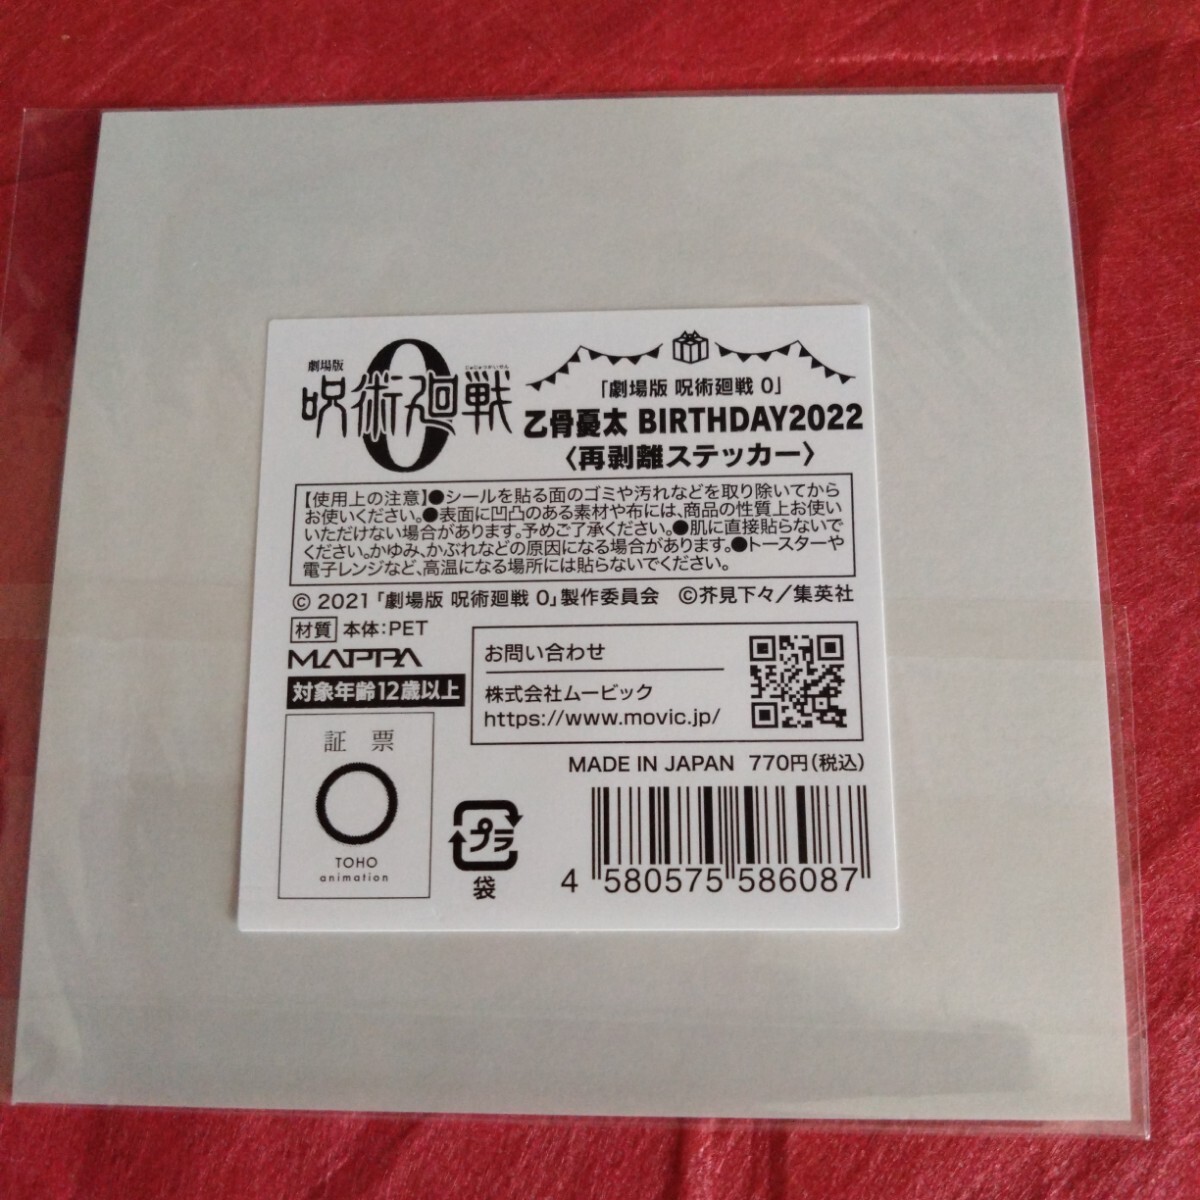 劇場版
じゅじゅつかいせん
呪術廻戦
0
「劇場版 呪術廻戦 0」
乙骨憂太 BIRTHDAY2022
〈再剥離ステッカー〉
【使用上の注意】●シールを貼る面のゴミや汚れなどを取り除いてから
お使いください。●表面に凹凸のある素材や布には、商品の性質上お使い
いただけない場合があります。予めご了承ください。●肌に直接貼らないで
ください。かゆみ、かぶれなどの原因になる場合があります。●トースターや
電子レンジなど、高温になる場所には貼らないでください。
© 2021「劇場版 呪術廻戦 0」製作委員会 ©芥見下々／集英社
材質 本体：PET
MAPPA
対象年齢12歳以上
お問い合わせ
株式会社ムービック
https://www.movic.jp/
証 票
TOHO
animation
MADE IN JAPAN 770円(税込)
プラ
袋
4 580575 586087